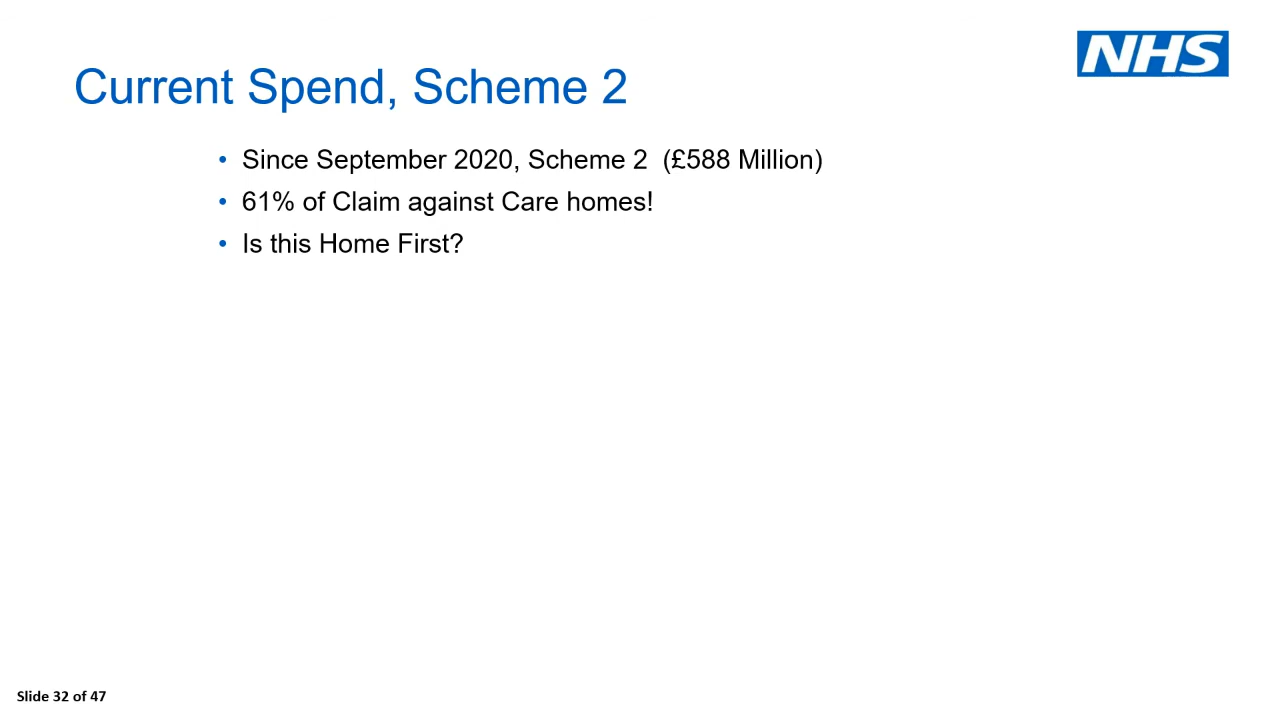 NHS
Current Spend, Scheme 2
• Since September 2020, Scheme 2  (£588 Million)
• 61% of Claim against Care homes!
• Is this Home First?
Slide 32 of 47